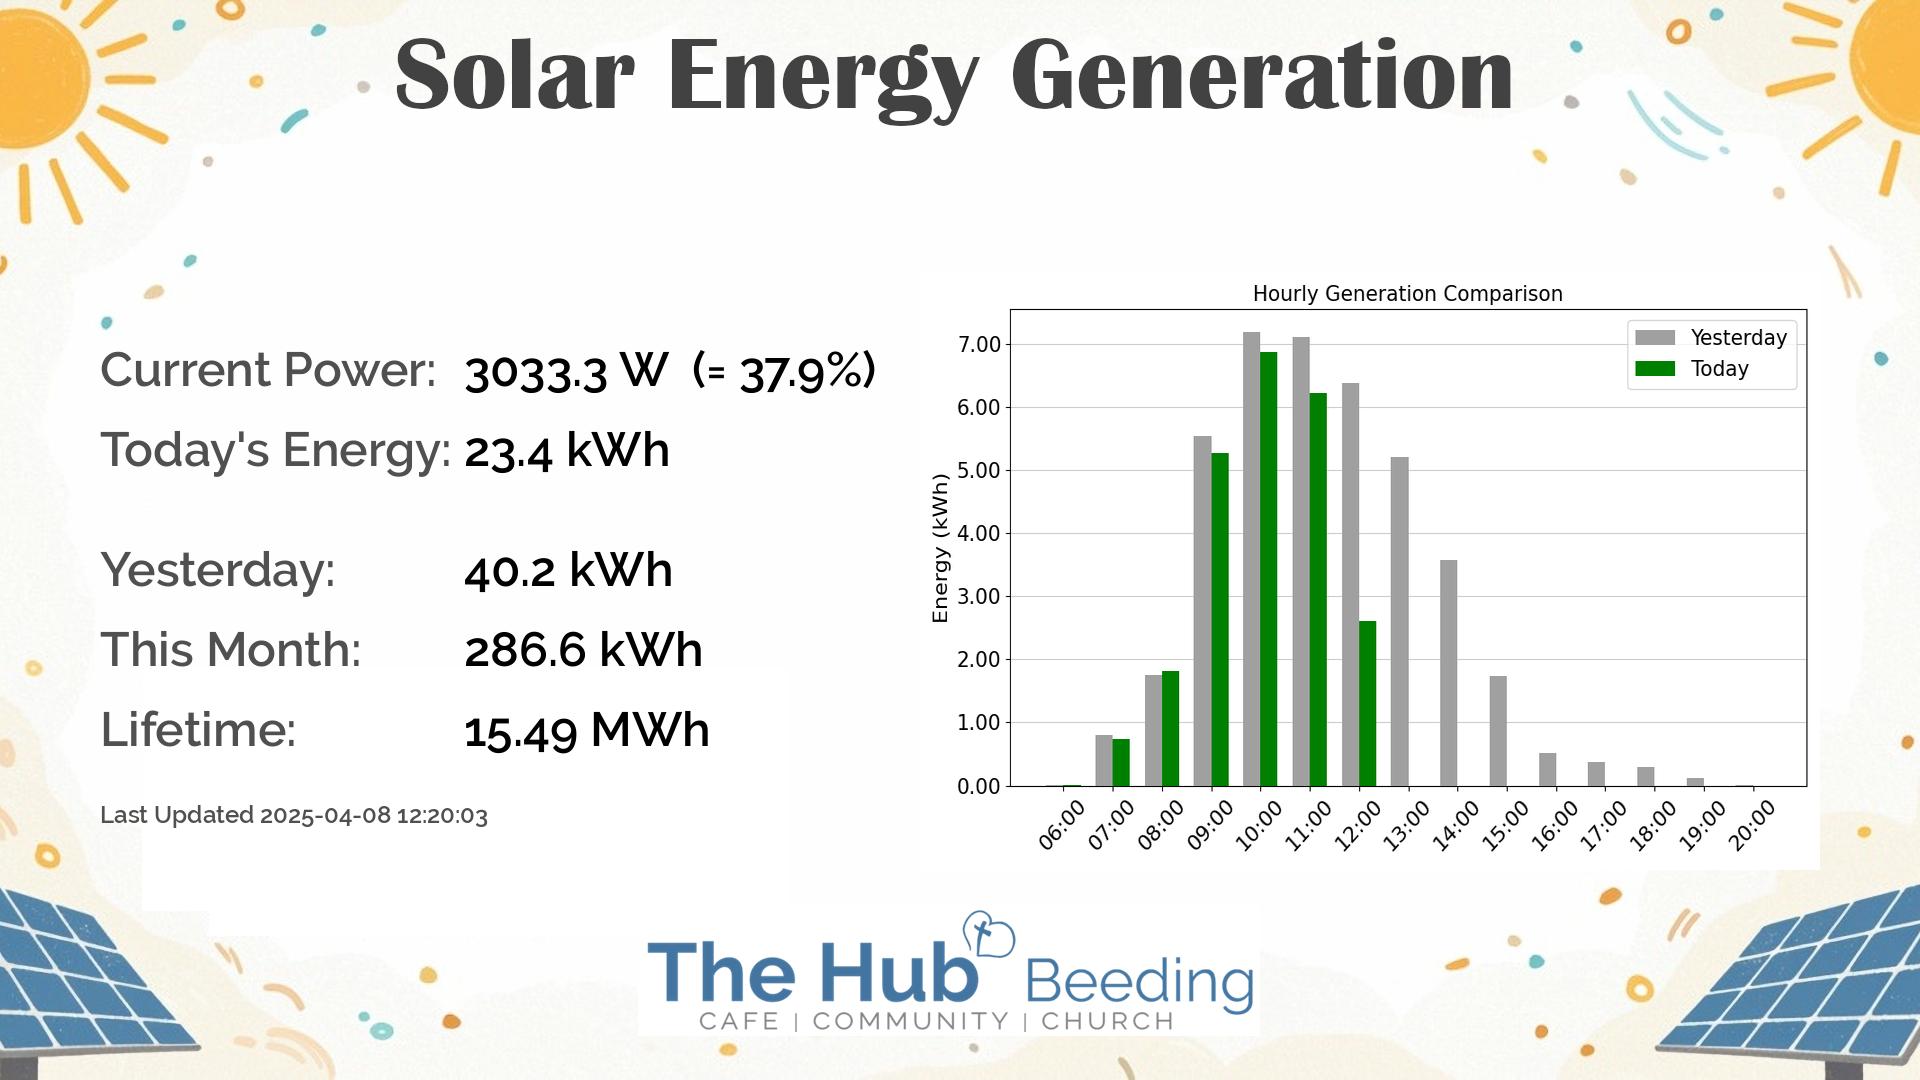 Solar Energy Generation
Current Power: 3033.3 W (= 37.9%)
Today's Energy: 23.4 kWh
Yesterday: 40.2 kWh
This Month: 286.6 kWh
Lifetime: 15.49 MWh
Last Updated 2025-04-08 12:20:03
Hourly Generation Comparison
Yesterday
Today
Energy (kWh)
7.00
6.00
5.00
4.00
3.00
2.00
1.00
0.00
06:00 07:00 08:00 09:00 10:00 11:00 12:00 13:00 14:00 15:00 16:00 17:00 18:00 19:00 20:00
The Hub Beeding
CAFE | COMMUNITY | CHURCH